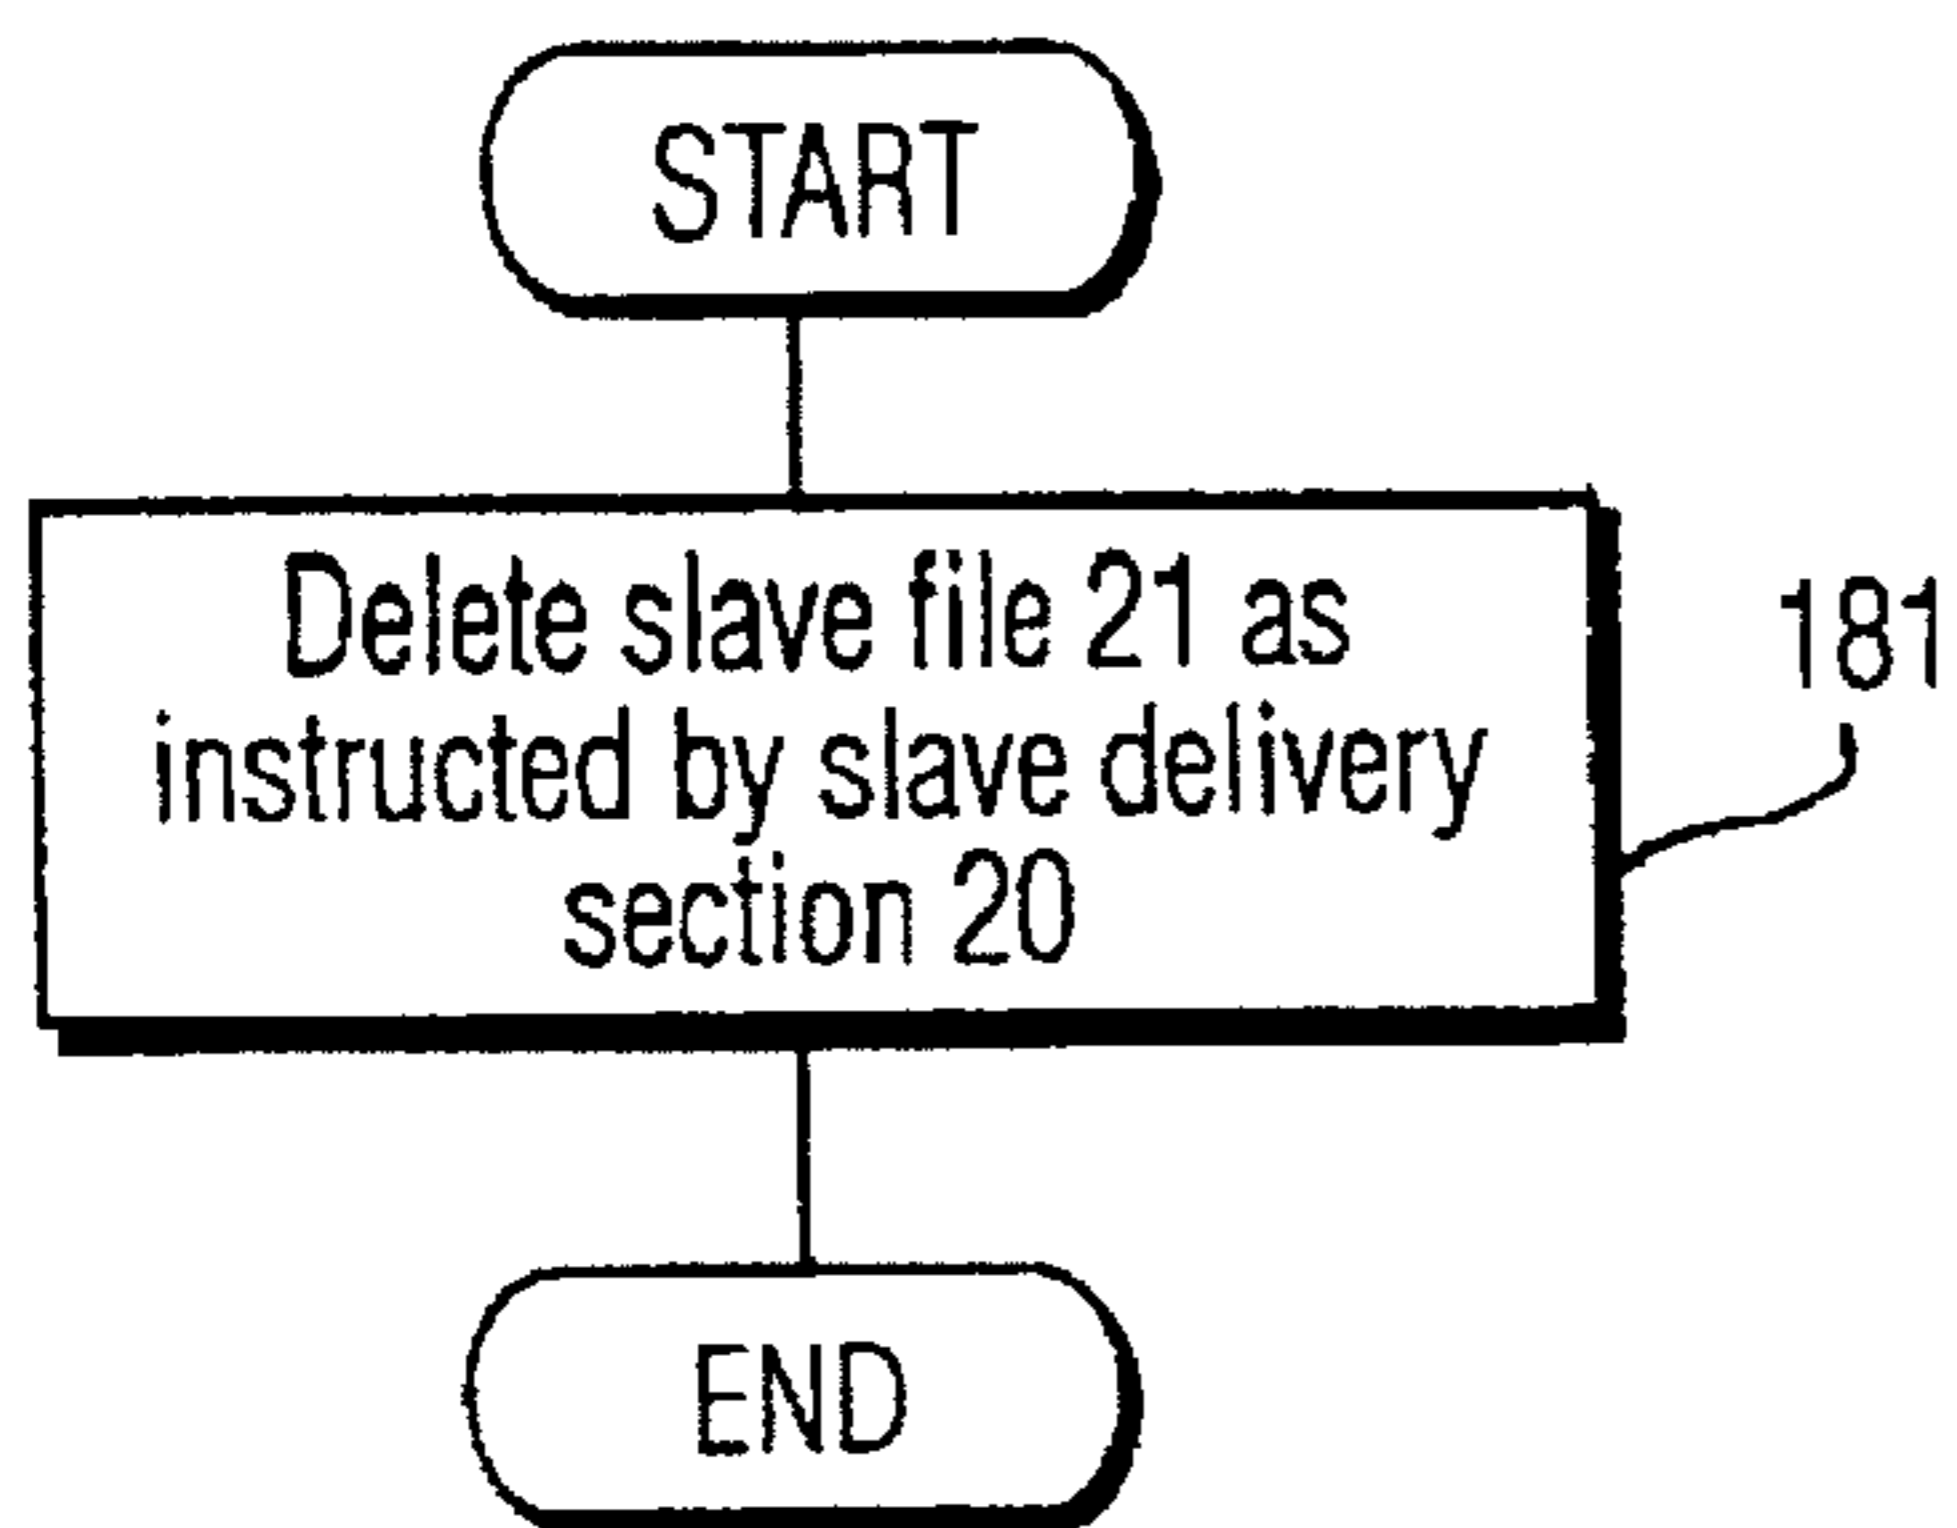 START
Delete slave file 21 as
instructed by slave delivery
section 20
181
END